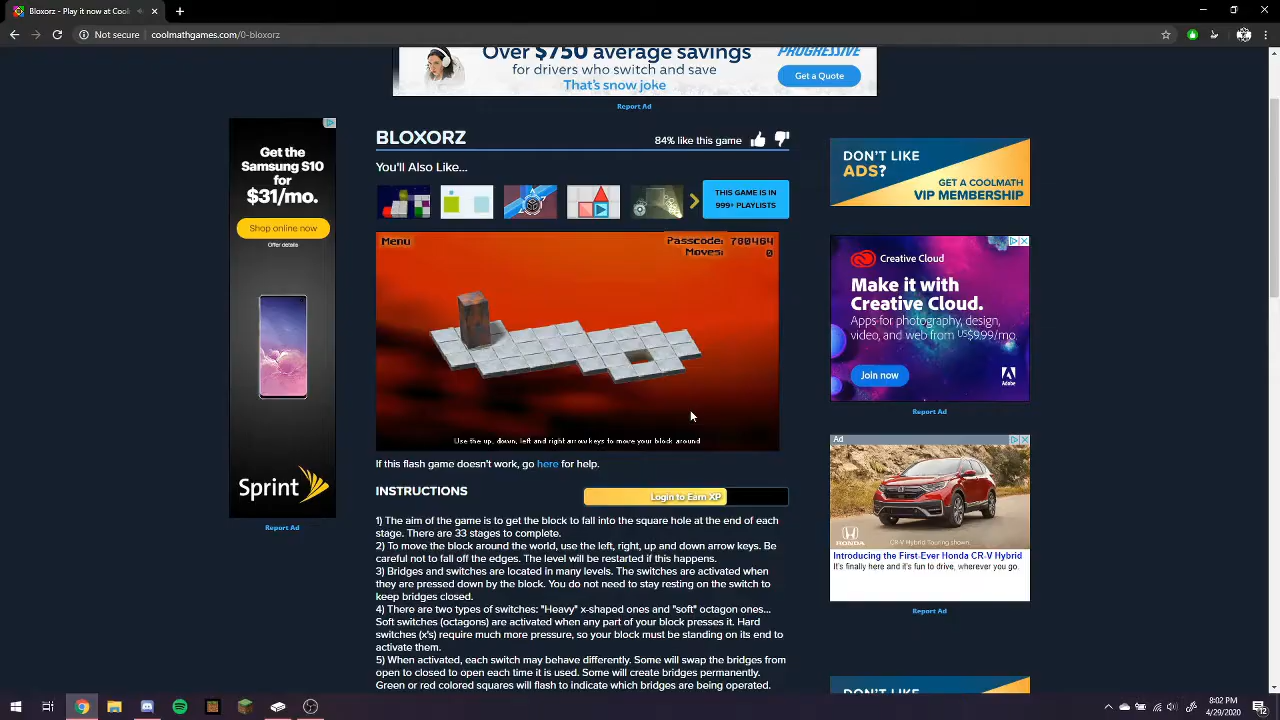 Bloxorz - Play it now at Cool
Not secure
coolmathgames.com/0-bloxorz
Over $750 average savings
for drivers who switch and save
That's snow joke
PROGRESSIVE
Get a Quote
Report Ad
Get the
Samsung S10
for
$31/mo.
Shop online now
Offer details
Sprint
Report Ad
BLOXORZ
84% like this game
You'll Also Like...
THIS GAME IS IN
999+ PLAYLISTS
Menu
Passcode: 780464
Moves: 0
Use the up, down, left and right arrow keys to move your block around
If this flash game doesn't work, go here for help.
INSTRUCTIONS
Login to Earn XP
1) The aim of the game is to get the block to fall into the square hole at the end of each
stage. There are 33 stages to complete.
2) To move the block around the world, use the left, right, up and down arrow keys. Be
careful not to fall off the edges. The level will be restarted if this happens.
3) Bridges and switches are located in many levels. The switches are activated when
they are pressed down by the block. You do not need to stay resting on the switch to
keep bridges closed.
4) There are two types of switches: "Heavy" x-shaped ones and "soft" octagon ones...
Soft switches (octagons) are activated when any part of your block presses it. Hard
switches (x's) require much more pressure, so your block must be standing on its end to
activate them.
5) When activated, each switch may behave differently. Some will swap the bridges from
open to closed to open each time it is used. Some will create bridges permanently.
Green or red colored squares will flash to indicate which bridges are being operated.
DON'T LIKE
ADS?
GET A COOLMATH
VIP MEMBERSHIP
Creative Cloud
Make it with
Creative Cloud.
Apps for photography, design,
video, and web from US$9.99/mo.
Join now
Adobe
Report Ad
Ad
HONDA
CR-V Hybrid Touring shown.
Introducing the First-Ever Honda CR-V Hybrid
It's finally here and it's fun to drive, wherever you go.
Report Ad
DON'T LIKE
8:02 PM
4/29/2020